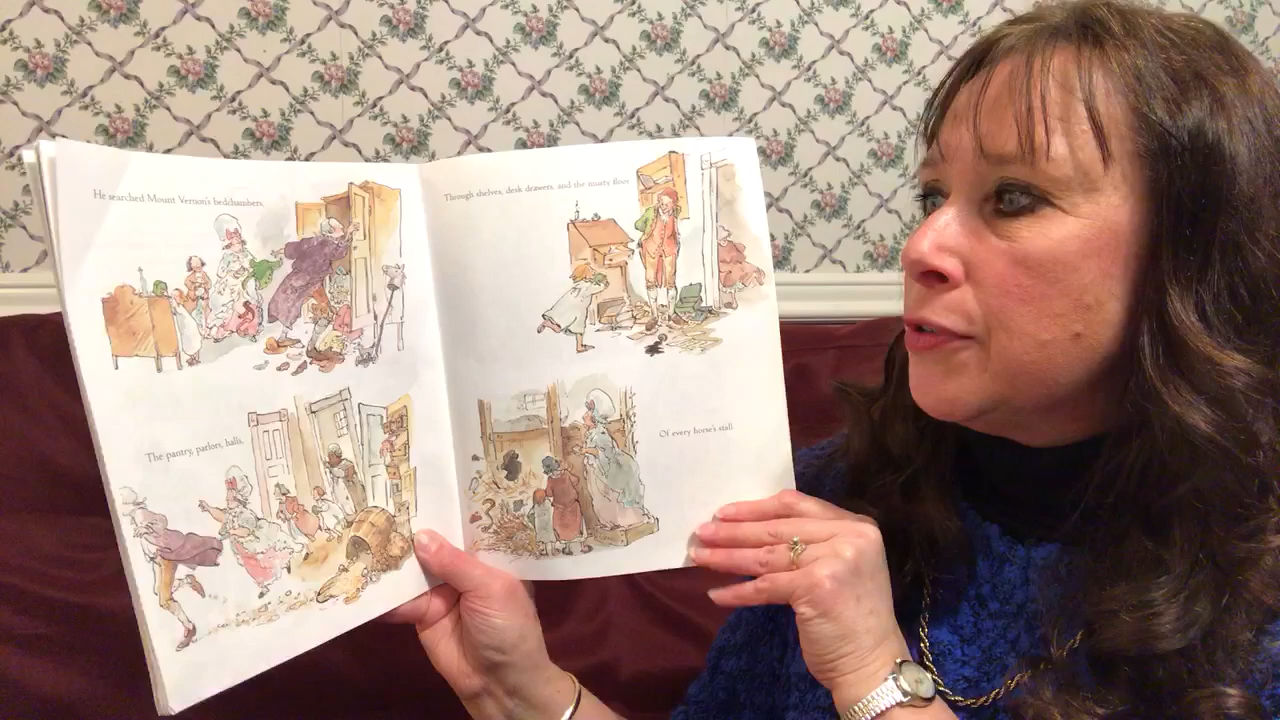 He searched Mount Vernon's bedchambers,
Through shelves, desk drawers, and the musty floor
The pantry, parlors, halls,
Of every horse's stall.